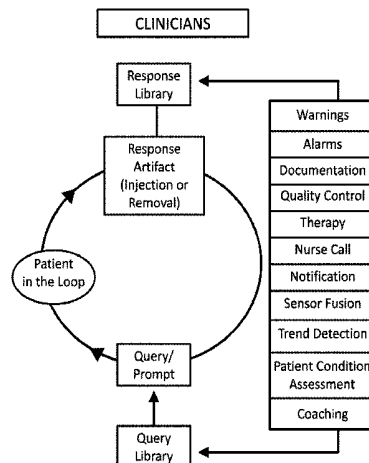 CLINICIANS
Response
Library
Response
Artifact
(Injection or
Removal)
Patient
in the Loop
Query/
Prompt
Query
Library
Warnings
Alarms
Documentation
Quality Control
Therapy
Nurse Call
Notification
Sensor Fusion
Trend Detection
Patient Condition
Assessment
Coaching